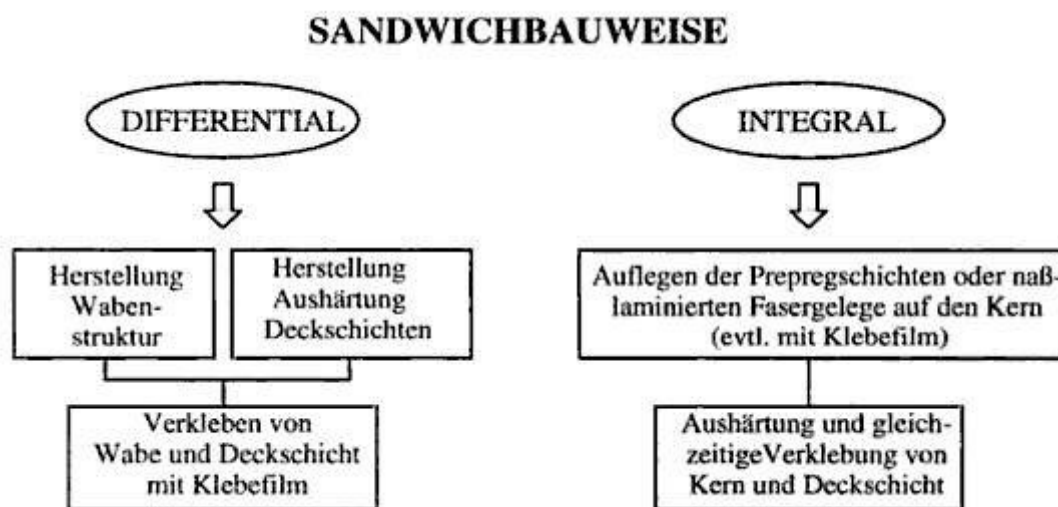 SANDWICHBAUWEISE
DIFFERENTIAL
Herstellung
Waben-
struktur
Herstellung
Aushärtung
Deckschichten
Verkleben von
Wabe und Deckschicht
mit Klebefilm
INTEGRAL
Auflegen der Prepregschichten oder naß-
laminierten Fasergelege auf den Kern
(evtl. mit Klebefilm)
Aushärtung und gleich-
zeitigeVerklebung von
Kern und Deckschicht